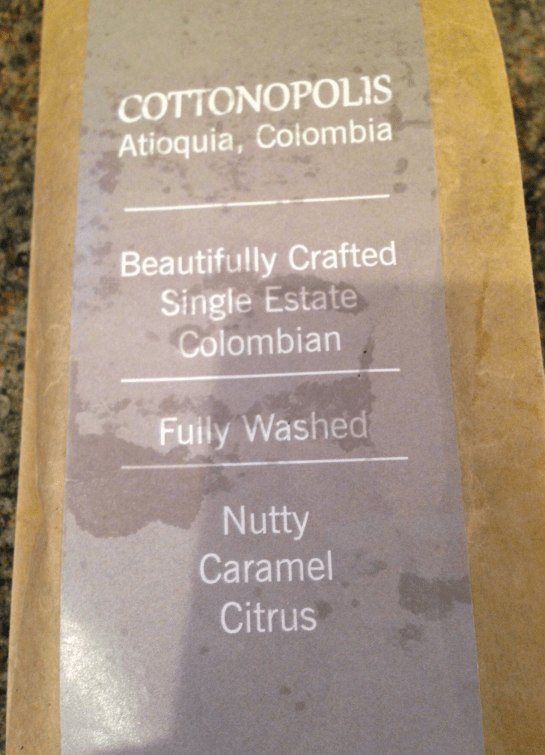 COTTONOPOLIS
Atioquia, Colombia
Beautifully Crafted
Single Estate
Colombian
Fully Washed
Nutty
Caramel
Citrus